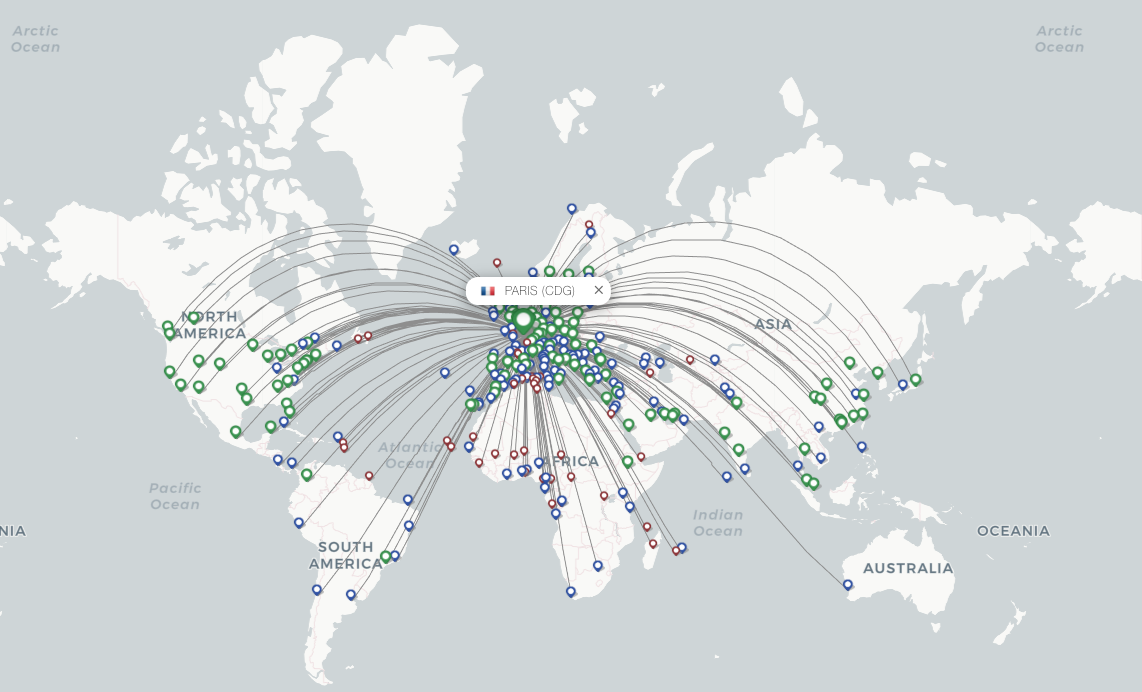 Arctic
Ocean
Arctic
Ocean
PARIS (CDG)
NORTH
AMERICA
ASIA
Atlantic
Ocean
AFRICA
Pacific
Ocean
Indian
Ocean
NIA
OCEANIA
SOUTH
AMERICA
AUSTRALIA